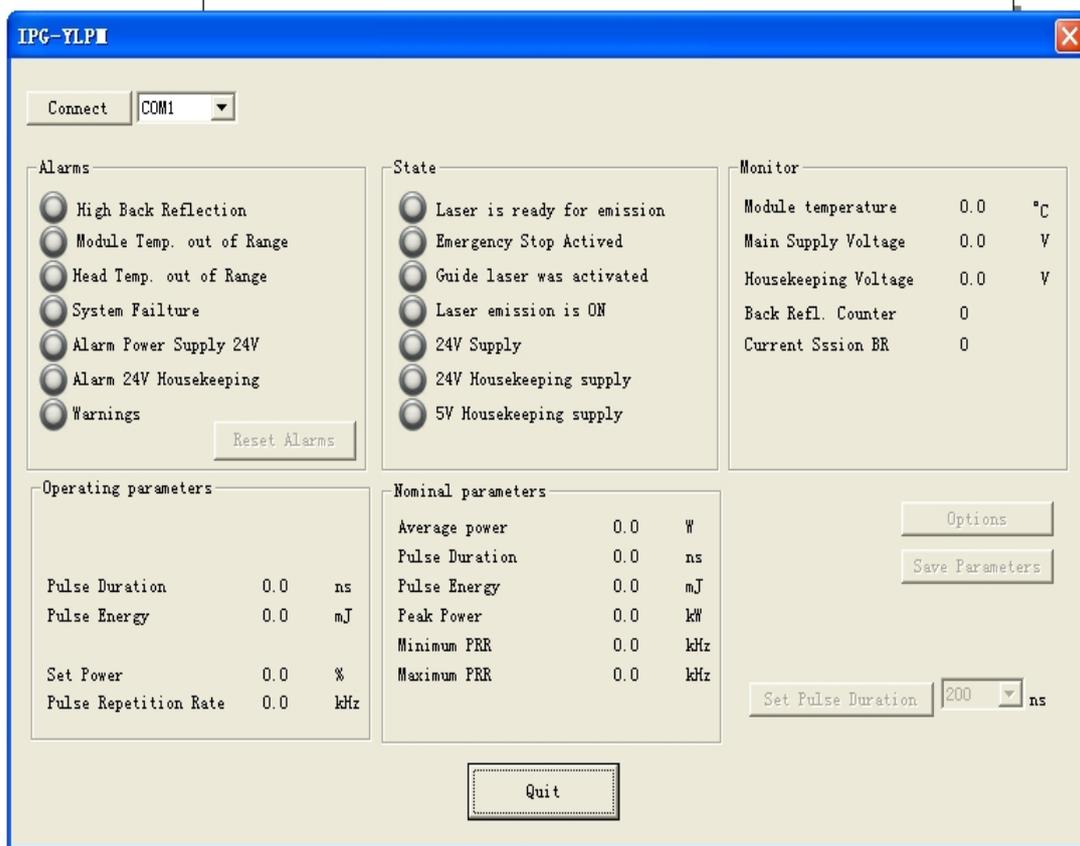 IPG-YLPM
Connect COM1
Alarms
High Back Reflection
Module Temp. out of Range
Head Temp. out of Range
System Failture
Alarm Power Supply 24V
Alarm 24V Housekeeping
Warnings
Reset Alarms
State
Laser is ready for emission
Emergency Stop Actived
Guide laser was activated
Laser emission is ON
24V Supply
24V Housekeeping supply
5V Housekeeping supply
Monitor
Module temperature 0.0 °C
Main Supply Voltage 0.0 V
Housekeeping Voltage 0.0 V
Back Refl. Counter 0
Current Sssion BR 0
Operating parameters
Pulse Duration 0.0 ns
Pulse Energy 0.0 mJ
Set Power 0.0 %
Pulse Repetition Rate 0.0 kHz
Nominal parameters
Average power 0.0 W
Pulse Duration 0.0 ns
Pulse Energy 0.0 mJ
Peak Power 0.0 kW
Minimum PRR 0.0 kHz
Maximum PRR 0.0 kHz
Options
Save Parameters
Set Pulse Duration 200 ns
Quit